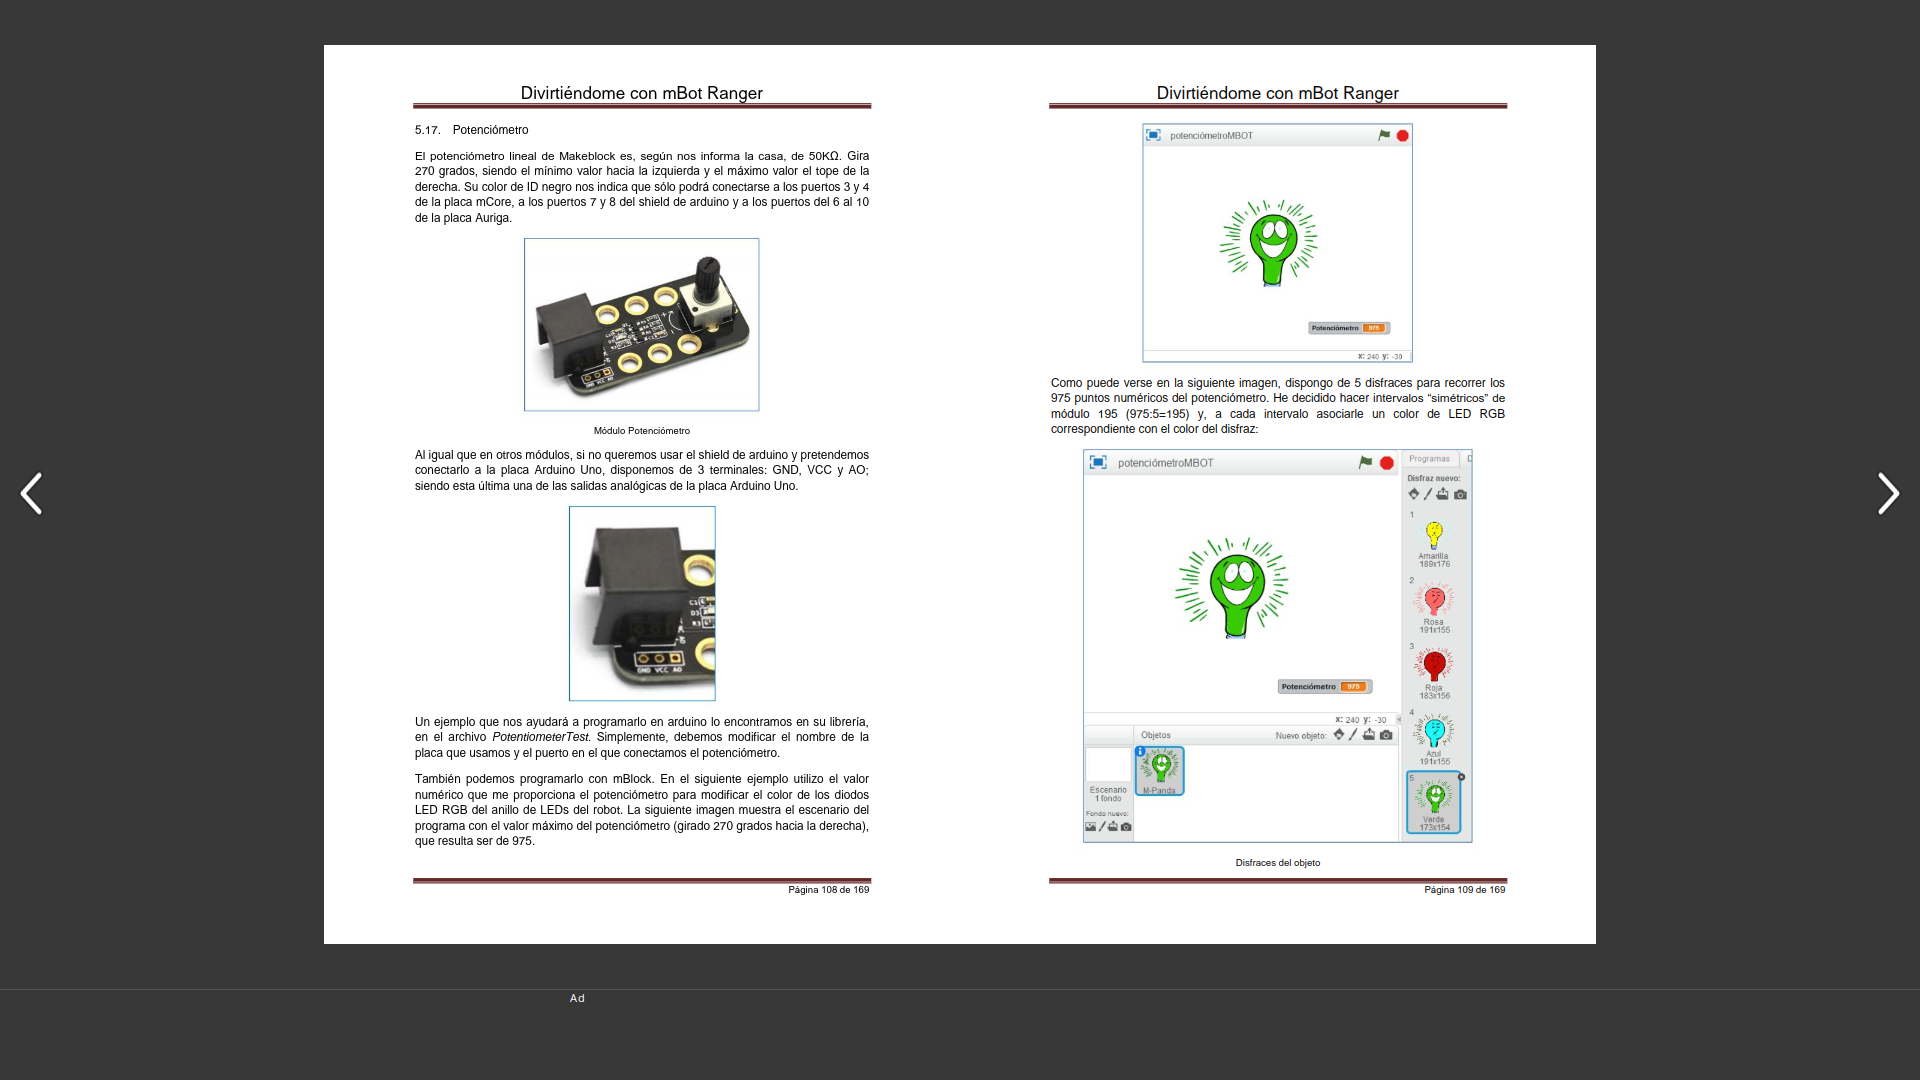 Divirtiéndome con mBot Ranger
5.17. Potenciómetro
El potenciómetro lineal de Makeblock es, según nos informa la casa, de 50KΩ. Gira
270 grados, siendo el mínimo valor hacia la izquierda y el máximo valor el tope de la
derecha. Su color de ID negro nos indica que sólo podrá conectarse a los puertos 3 y 4
de la placa mCore, a los puertos 7 y 8 del shield de arduino y a los puertos del 6 al 10
de la placa Auriga.
GND VCC AO
Módulo Potenciómetro
Al igual que en otros módulos, si no queremos usar el shield de arduino y pretendemos
conectarlo a la placa Arduino Uno, disponemos de 3 terminales: GND, VCC y AO;
siendo esta última una de las salidas analógicas de la placa Arduino Uno.
C1
D3
R3
GND VCC AO
Un ejemplo que nos ayudará a programarlo en arduino lo encontramos en su librería,
en el archivo PotentiometerTest. Simplemente, debemos modificar el nombre de la
placa que usamos y el puerto en el que conectamos el potenciómetro.
También podemos programarlo con mBlock. En el siguiente ejemplo utilizo el valor
numérico que me proporciona el potenciómetro para modificar el color de los diodos
LED RGB del anillo de LEDs del robot. La siguiente imagen muestra el escenario del
programa con el valor máximo del potenciómetro (girado 270 grados hacia la derecha),
que resulta ser de 975.
Página 108 de 169
Divirtiéndome con mBot Ranger
potenciómetroMBOT
Potenciómetro 975
x: 240 y: -30
Como puede verse en la siguiente imagen, dispongo de 5 disfraces para recorrer los
975 puntos numéricos del potenciómetro. He decidido hacer intervalos “simétricos” de
módulo 195 (975:5=195) y, a cada intervalo asociarle un color de LED RGB
correspondiente con el color del disfraz:
potenciómetroMBOT
Potenciómetro 975
x: 240 y: -30
Objetos
Nuevo objeto:
Escenario
1 fondo
Fondo nuevo:
M-Panda
Programas
Disfraz nuevo:
1
Amarilla
189x176
2
Rosa
191x155
3
Roja
183x156
4
Azul
191x155
5
Verde
173x154
Disfraces del objeto
Página 109 de 169
Ad